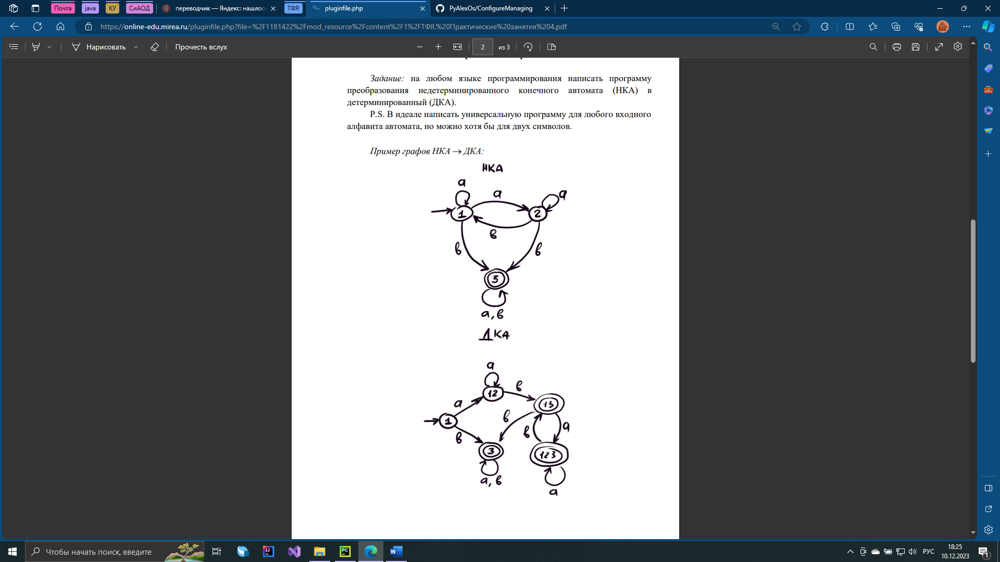 Почта
java
КУ
СиАОД
переводчик — Яндекс: нашлос
ТФЯ
pluginfile.php
PyAlexOs/ConfigureManaging
https://online-edu.mirea.ru/pluginfile.php?file=%2F1181422%2Fmod_resource%2Fcontent%2F1%2FТФЯ.%20Практические%20занятия%204.pdf
Нарисовать
Прочесть вслух
2
из 3
Задание: на любом языке программирования написать программу
преобразования недетерминированного конечного автомата (НКА) в
детерминированный (ДКА).
P.S. В идеале написать универсальную программу для любого входного
алфавита автомата, но можно хотя бы для двух символов.
Пример графов НКА → ДКА:
НКА
а
а
а
1
2
в
в
в
3
а, в
ДКА
а
12
в
13
а
в
1
а
в
в
3
123
а, в
а
Чтобы начать поиск, введите
РУС
18:25
10.12.2023
1